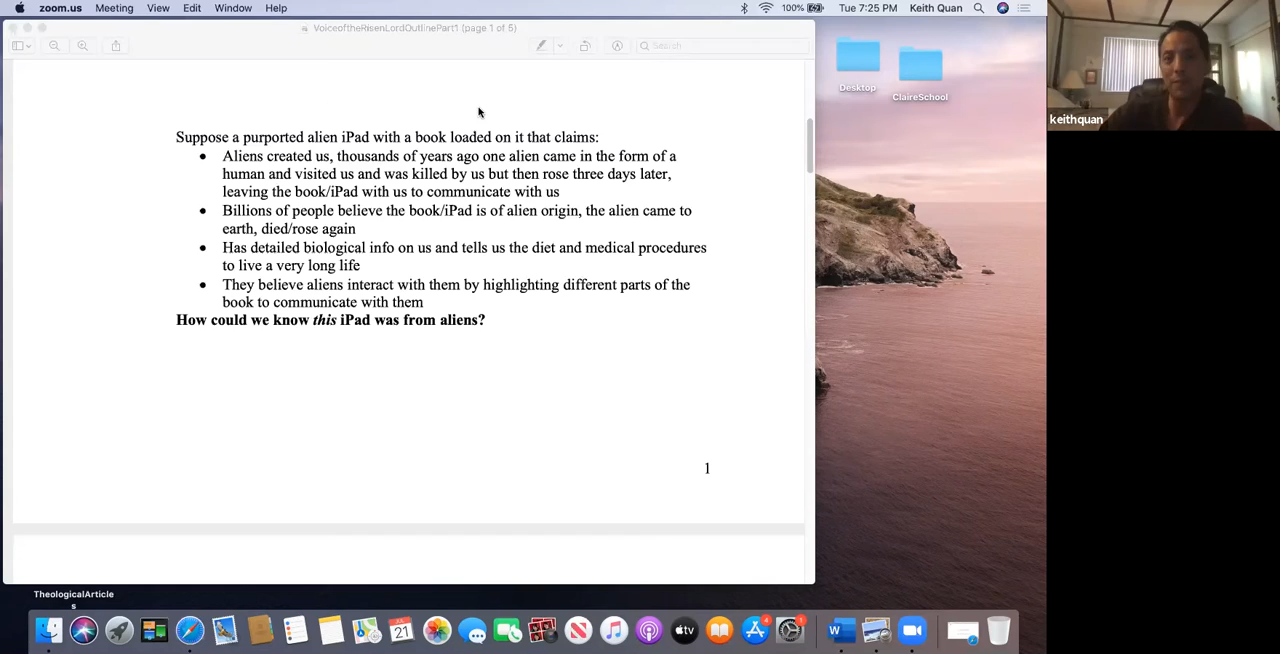 zoom.us Meeting View Edit Window Help 100% Tue 7:25 PM Keith Quan
VoiceoftheRisenLordOutlinePart1 (page 1 of 5)
Search
Suppose a purported alien iPad with a book loaded on it that claims:
• Aliens created us, thousands of years ago one alien came in the form of a
human and visited us and was killed by us but then rose three days later,
leaving the book/iPad with us to communicate with us
• Billions of people believe the book/iPad is of alien origin, the alien came to
earth, died/rose again
• Has detailed biological info on us and tells us the diet and medical procedures
to live a very long life
• They believe aliens interact with them by highlighting different parts of the
book to communicate with them
How could we know this iPad was from aliens?
1
Desktop
ClaireSchool
keithquan
TheologicalArticle
s
21
tv
4
1
W